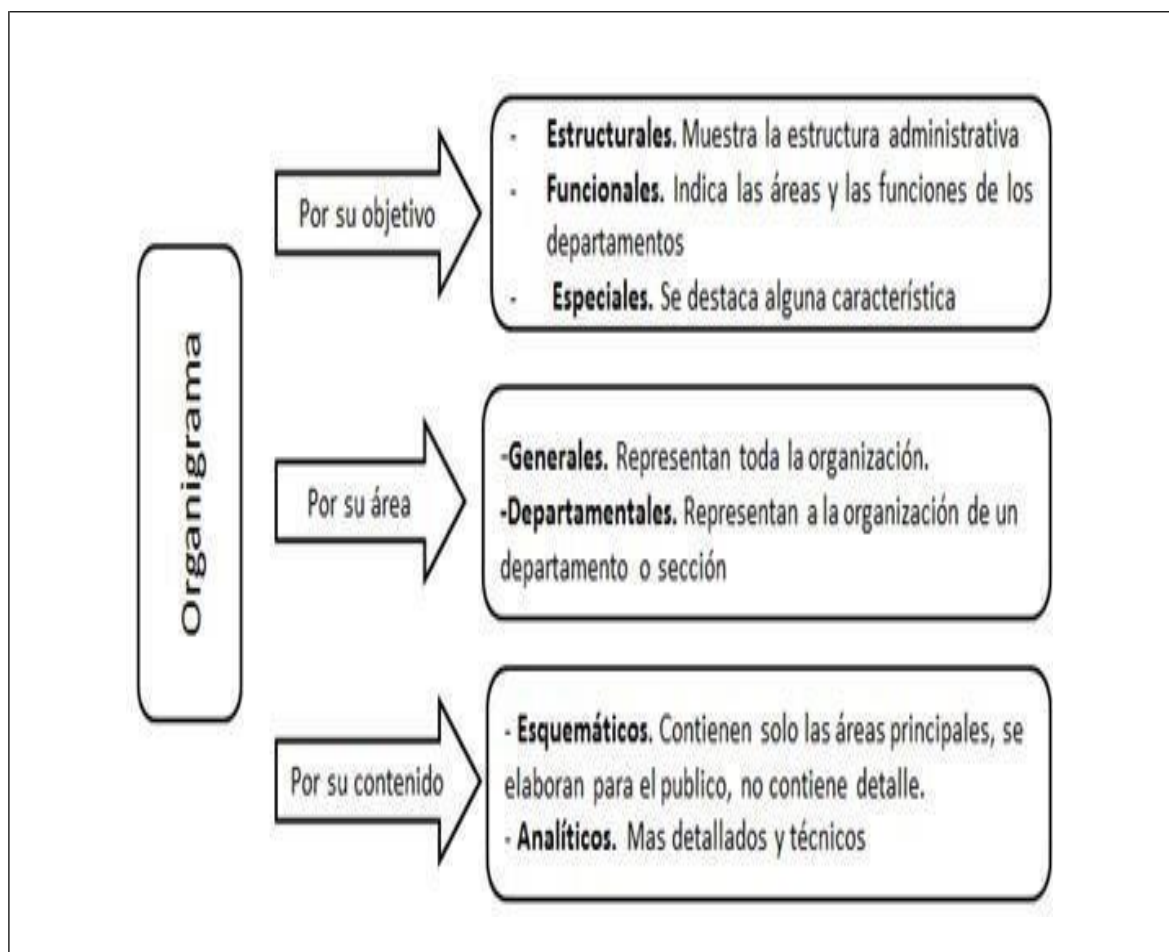 Organigrama
Por su objetivo
- Estructurales. Muestra la estructura administrativa
- Funcionales. Indica las áreas y las funciones de los
departamentos
- Especiales. Se destaca alguna característica
Por su área
-Generales. Representan toda la organización.
-Departamentales. Representan a la organización de un
departamento o sección
Por su contenido
- Esquemáticos. Contienen solo las áreas principales, se
elaboran para el publico, no contiene detalle.
- Analíticos. Mas detallados y técnicos